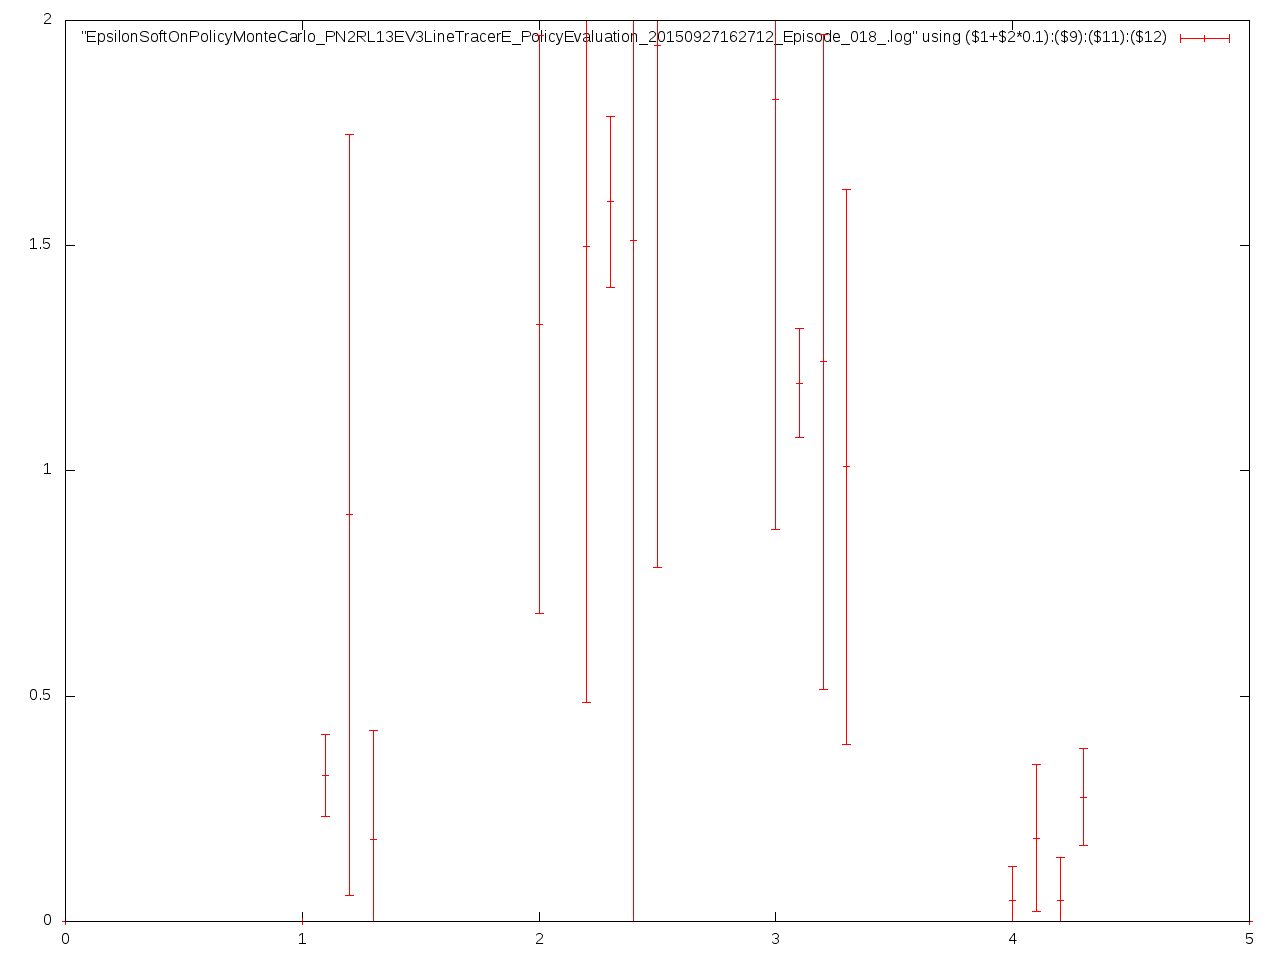 2
"EpsilonSoftOnPolicyMonteCarlo_PN2RL13EV3LineTracerE_PolicyEvaluation_20150927162712_Episode_018_.log" using ($1+$2*0.1):($9):($11):($12)
1.5
1
0.5
0
0 1 2 3 4 5